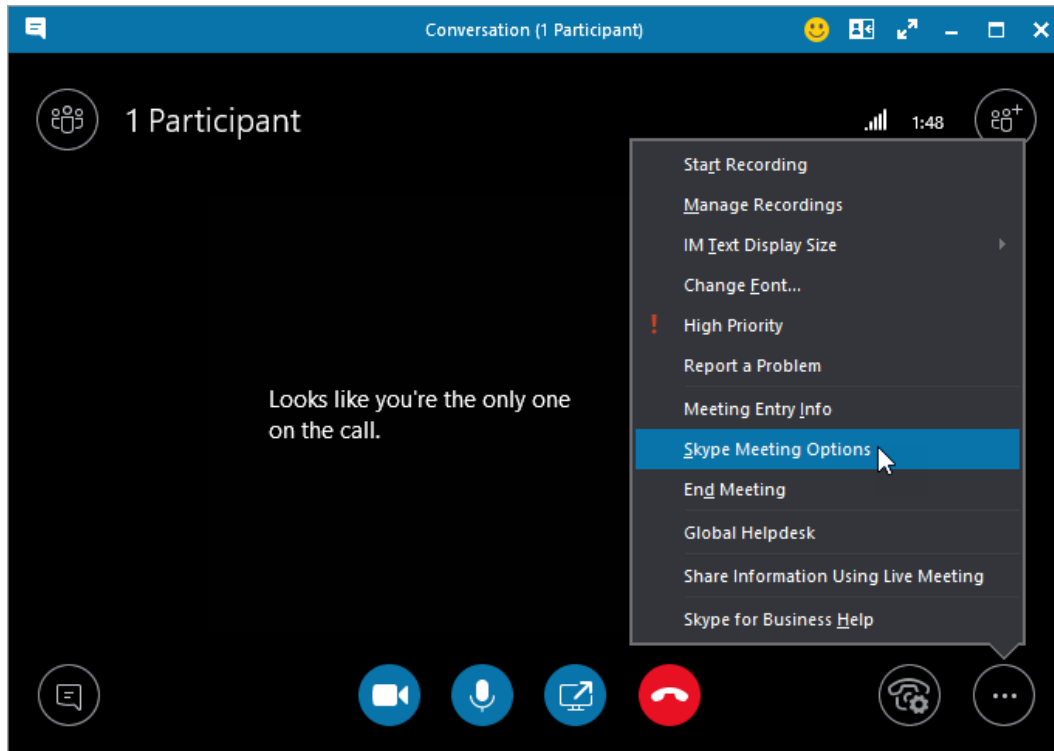 Conversation (1 Participant)
1 Participant
1:48
Start Recording
Manage Recordings
IM Text Display Size
Change Font...
! High Priority
Report a Problem
Looks like you're the only one
on the call.
Meeting Entry Info
Skype Meeting Options
End Meeting
Global Helpdesk
Share Information Using Live Meeting
Skype for Business Help